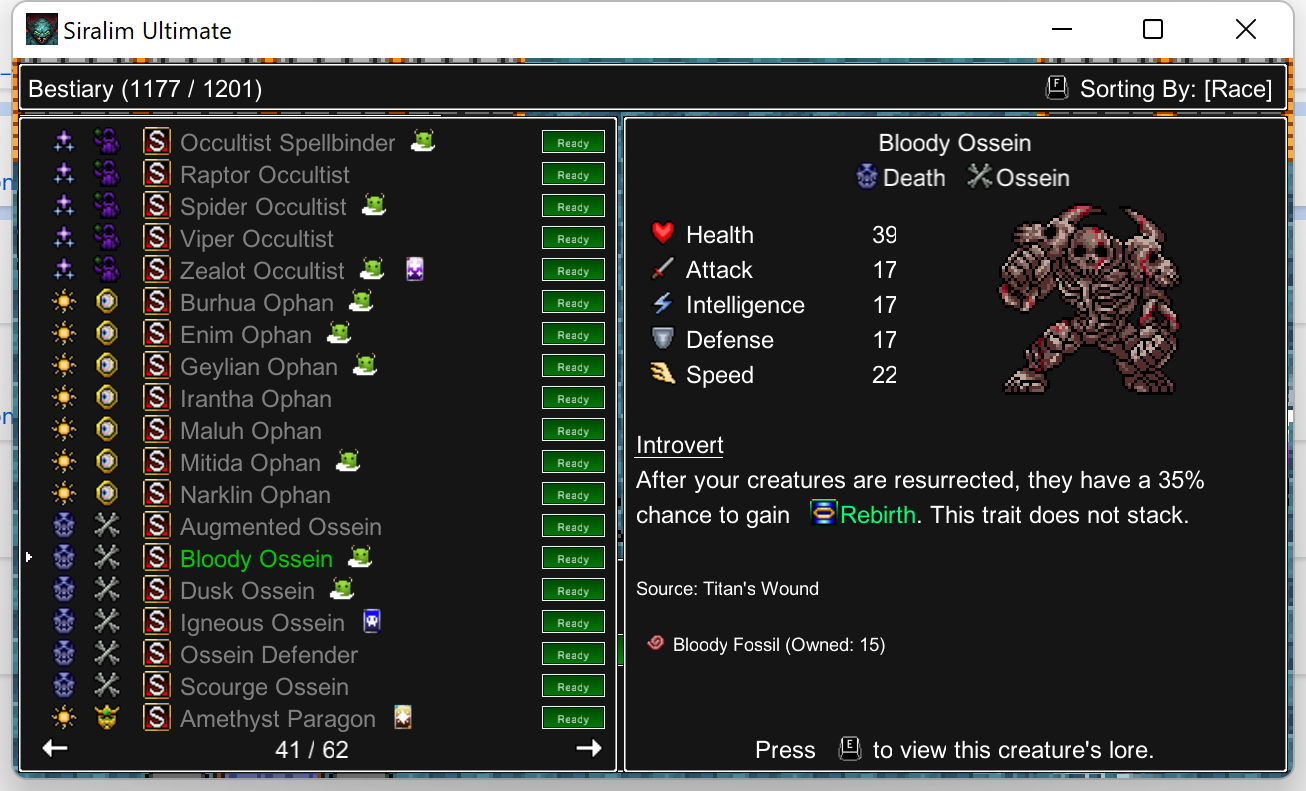 Siralim Ultimate
Bestiary (1177 / 1201)
F Sorting By: [Race]
S Occultist Spellbinder Ready
S Raptor Occultist Ready
S Spider Occultist Ready
S Viper Occultist Ready
S Zealot Occultist Ready
S Burhua Ophan Ready
S Enim Ophan Ready
S Geylian Ophan Ready
S Irantha Ophan Ready
S Maluh Ophan Ready
S Mitida Ophan Ready
S Narklin Ophan Ready
S Augmented Ossein Ready
S Bloody Ossein Ready
S Dusk Ossein Ready
S Igneous Ossein Ready
S Ossein Defender Ready
S Scourge Ossein Ready
S Amethyst Paragon Ready
41 / 62
Bloody Ossein
Death Ossein
Health 39
Attack 17
Intelligence 17
Defense 17
Speed 22
Introvert
After your creatures are resurrected, they have a 35%
chance to gain Rebirth. This trait does not stack.
Source: Titan's Wound
Bloody Fossil (Owned: 15)
Press E to view this creature's lore.